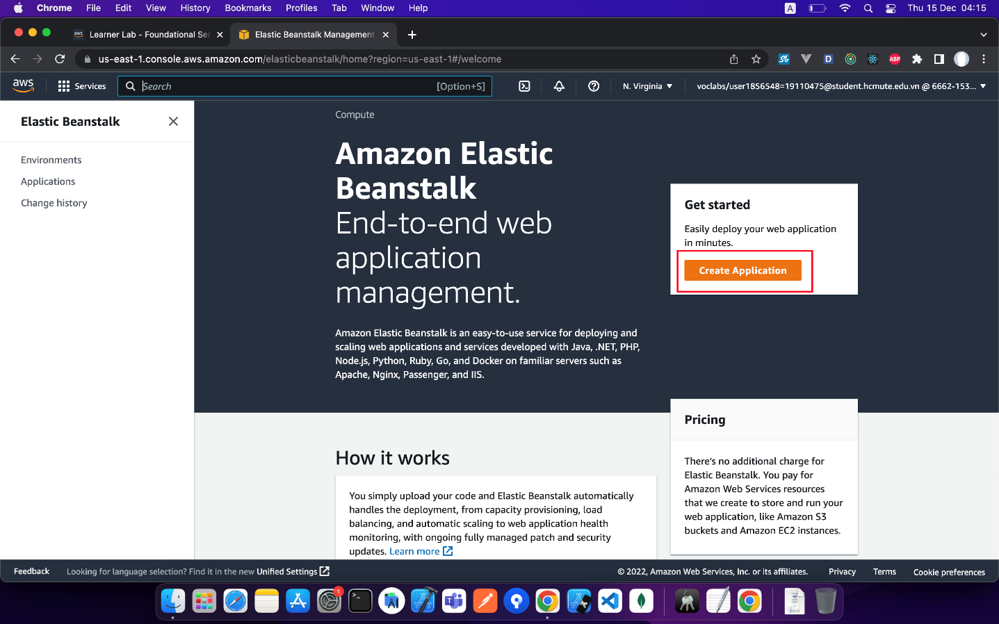 Chrome File Edit View History Bookmarks Profiles Tab Window Help
A Thu 15 Dec 04:15
aws Learner Lab - Foundational Ser
Elastic Beanstalk Management
us-east-1.console.aws.amazon.com/elasticbeanstalk/home?region=us-east-1#/welcome
Sb D ABP
aws Services Search [Option+S] N. Virginia voclabs/user1856548=19110475@student.hcmute.edu.vn @ 6662-153...
Elastic Beanstalk
Environments
Applications
Change history
Compute
Amazon Elastic
Beanstalk
End-to-end web
application
management.
Amazon Elastic Beanstalk is an easy-to-use service for deploying and
scaling web applications and services developed with Java, .NET, PHP,
Node.js, Python, Ruby, Go, and Docker on familiar servers such as
Apache, Nginx, Passenger, and IIS.
Get started
Easily deploy your web application
in minutes.
Create Application
Pricing
There's no additional charge for
Elastic Beanstalk. You pay for
Amazon Web Services resources
that we create to store and run your
web application, like Amazon S3
buckets and Amazon EC2 instances.
How it works
You simply upload your code and Elastic Beanstalk automatically
handles the deployment, from capacity provisioning, load
balancing, and automatic scaling to web application health
monitoring, with ongoing fully managed patch and security
updates. Learn more
Feedback Looking for language selection? Find it in the new Unified Settings
© 2022, Amazon Web Services, Inc. or its affiliates. Privacy Terms Cookie preferences
1
DOCX